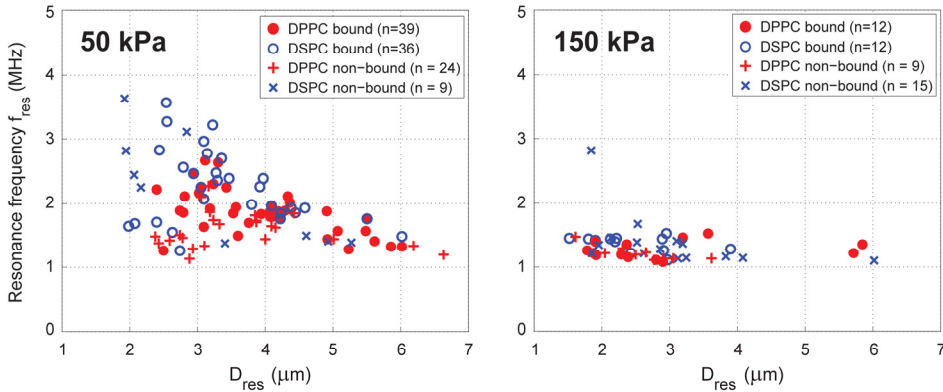 50 kPa
DPPC bound (n=39)
DSPC bound (n=36)
DPPC non−bound (n = 24)
DSPC non−bound (n = 9)
Resonance frequency f_res (MHz)
5
4
3
2
1
0
1 2 3 4 5 6 7
D_res (μm)
150 kPa
DPPC bound (n=12)
DSPC bound (n=12)
DPPC non−bound (n = 9)
DSPC non−bound (n = 15)
5
4
3
2
1
0
1 2 3 4 5 6 7
D_res (μm)